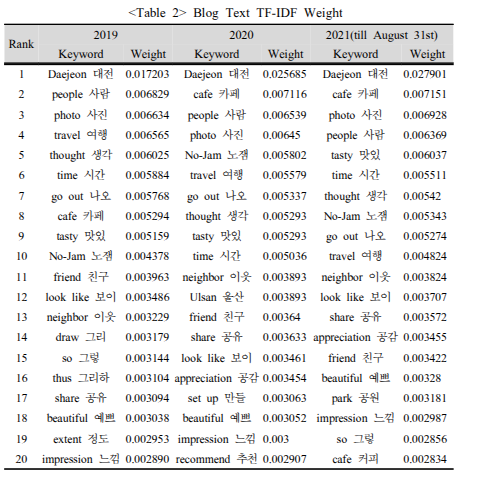 <Table 2> Blog Text TF-IDF Weight
Rank 2019 2020 2021(till August 31st)
Keyword Weight Keyword Weight Keyword Weight
1 Daejeon 대전 0.017203 Daejeon 대전 0.025685 Daejeon 대전 0.027901
2 people 사람 0.006829 cafe 카페 0.007116 cafe 카페 0.007151
3 photo 사진 0.006634 people 사람 0.006539 photo 사진 0.006928
4 travel 여행 0.006565 photo 사진 0.00645 people 사람 0.006369
5 thought 생각 0.006025 No-Jam 노잼 0.005802 tasty 맛있 0.006037
6 time 시간 0.005884 travel 여행 0.005579 time 시간 0.005511
7 go out 나오 0.005768 go out 나오 0.005337 thought 생각 0.00542
8 cafe 카페 0.005294 thought 생각 0.005293 No-Jam 노잼 0.005343
9 tasty 맛있 0.005159 tasty 맛있 0.005293 go out 나오 0.005274
10 No-Jam 노잼 0.004378 time 시간 0.005036 travel 여행 0.004824
11 friend 친구 0.003963 neighbor 이웃 0.003893 neighbor 이웃 0.003824
12 look like 보이 0.003486 Ulsan 울산 0.003893 look like 보이 0.003707
13 neighbor 이웃 0.003229 friend 친구 0.00364 share 공유 0.003572
14 draw 그리 0.003179 share 공유 0.003633 appreciation 공감 0.003455
15 so 그렇 0.003144 look like 보이 0.003461 friend 친구 0.003422
16 thus 그리하 0.003104 appreciation 공감 0.003454 beautiful 예쁘 0.00328
17 share 공유 0.003094 set up 만들 0.003063 park 공원 0.003181
18 beautiful 예쁘 0.003038 beautiful 예쁘 0.003052 impression 느낌 0.002987
19 extent 정도 0.002953 impression 느낌 0.003 so 그렇 0.002856
20 impression 느낌 0.002890 recommend 추천 0.002907 cafe 커피 0.002834